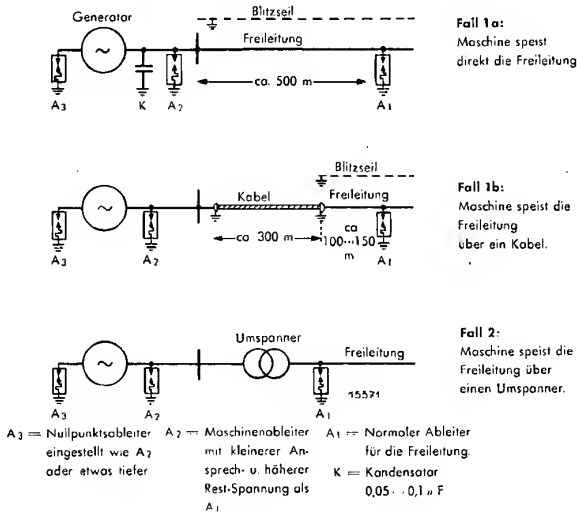 Generator
Blitzseil
Freileitung
ca. 500 m
A3
K
A2
A1
Fall 1a:
Maschine speist
direkt die Freileitung
Blitzseil
Kabel
Freileitung
ca. 300 m
ca
100···150
m
A3
A2
A1
Fall 1b:
Maschine speist die
Freileitung
über ein Kabel.
Umspanner
Freileitung
A3
A2
A1
15571
Fall 2:
Maschine speist die
Freileitung über
einen Umspanner.
A3 = Nullpunktsableiter
eingestellt wie A2
oder etwas tiefer
A2 = Maschinenableiter
mit kleinerer An-
sprech- u. höherer
Rest-Spannung als
A1
A1 = Normaler Ableiter
für die Freileitung.
K = Kondensator
0,05 · · 0,1 µ F